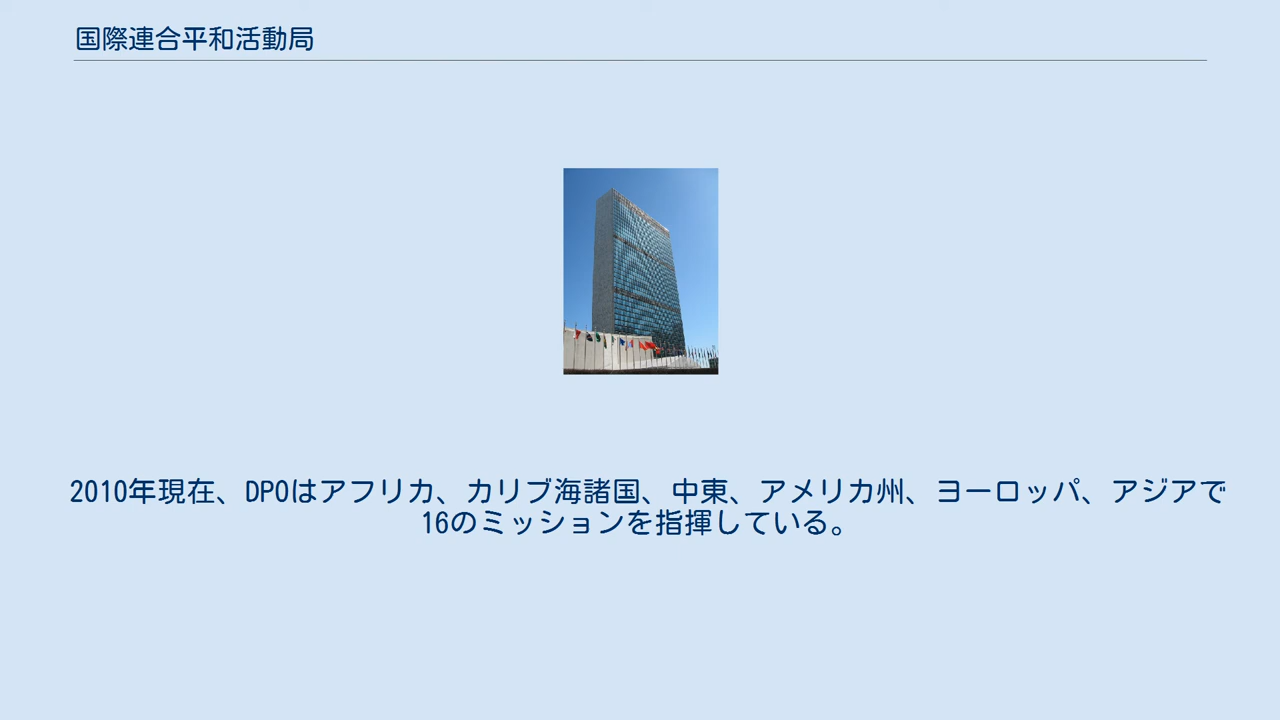 国際連合平和活動局
2010年現在、DPOはアフリカ、カリブ海諸国、中東、アメリカ州、ヨーロッパ、アジアで
16のミッションを指揮している。